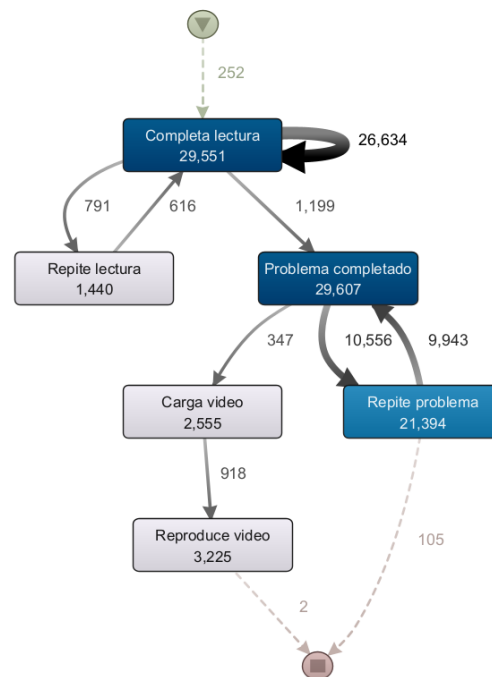 252
Completa lectura
29,551
26,634
791
616
1,199
Repite lectura
1,440
Problema completado
29,607
347
10,556
9,943
Carga video
2,555
Repite problema
21,394
918
Reproduce video
3,225
105
2